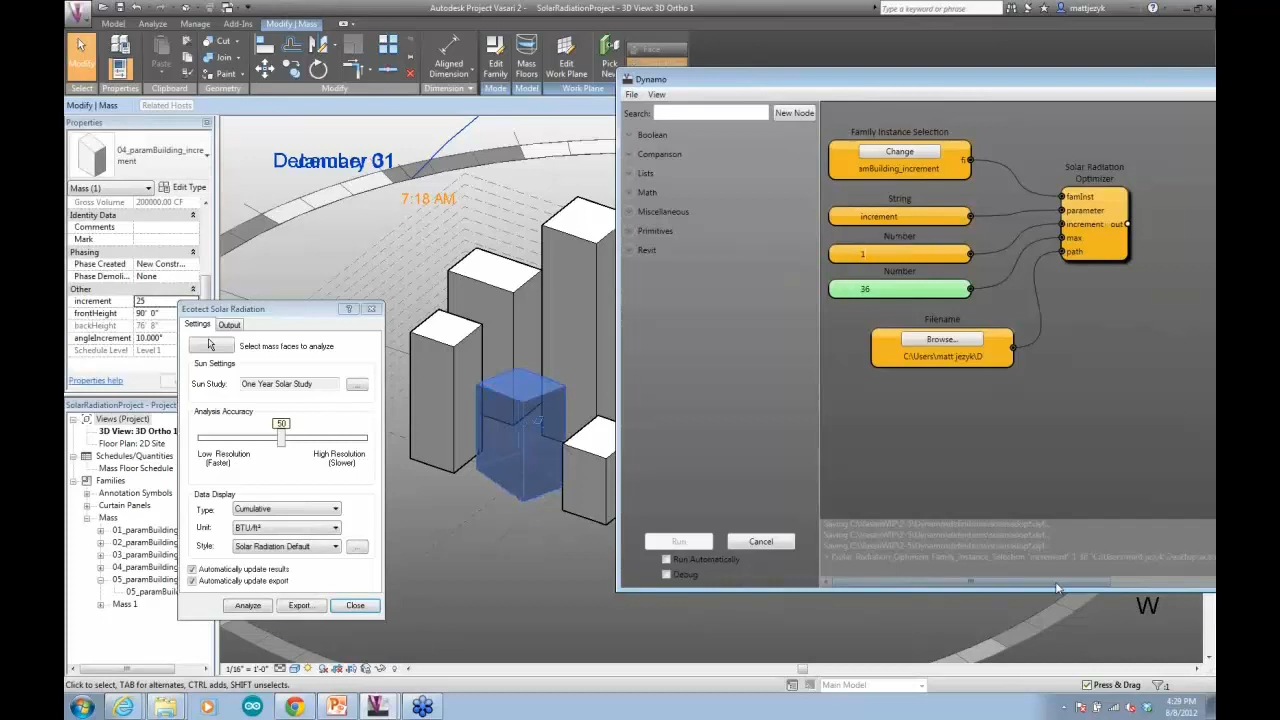 Autodesk Project Vasari 2 - SolarRadiationProject - 3D View: 3D Ortho 1
Type a keyword or phrase
mattjezyk
Model Analyze Manage Add-Ins Modify | Mass
Modify
Paste
Cut
Join
Paint
Aligned Dimension
Edit Family
Mass Floors
Edit Work Plane
Pick New
Face
Select Properties Clipboard Geometry Modify Dimension Mode Model Work Plane
Modify | Mass Related Hosts
Properties
04_paramBuilding_incre
ment
Mass (1) Edit Type
Gross Volume 200000.00 CF
Identity Data
Comments
Mark
Phasing
Phase Created New Constr...
Phase Demoli... None
Other
increment 25
frontHeight 90' 0"
backHeight 76' 8"
angleIncrement 10.000°
Schedule Level Level 1
Properties help
SolarRadiationProject - Project
Views (Project)
3D View: 3D Ortho 1
Floor Plan: 2D Site
Schedules/Quantities
Mass Floor Schedule
Families
Annotation Symbols
Curtain Panels
Mass
01_paramBuilding
02_paramBuilding
03_paramBuilding
04_paramBuilding
05_paramBuilding
05_paramBuil
Mass 1
7:18 AM
Ecotect Solar Radiation
Settings Output
Select mass faces to analyze
Sun Settings
Sun Study: One Year Solar Study ...
Analysis Accuracy
50
Low Resolution High Resolution
(Faster) (Slower)
Data Display
Type: Cumulative
Unit: BTU/ft²
Style: Solar Radiation Default ...
Automatically update results
Automatically update export
Analyze Export... Close
Dynamo
File View
Search: New Node
Boolean
Comparison
Lists
Math
Miscellaneous
Primitives
Revit
Run Cancel
Run Automatically
Debug
Family Instance Selection
Change
amBuilding_increment
String
increment
Number
1
Number
36
Filename
Browse...
C:\Users\matt.jezyk\D
Solar Radiation
Optimizer
famInst
parameter
increment out
max
path
W
1/16" = 1'-0"
Click to select, TAB for alternates, CTRL adds, SHIFT unselects.
Main Model
Press & Drag
:1
4:29 PM
8/8/2012